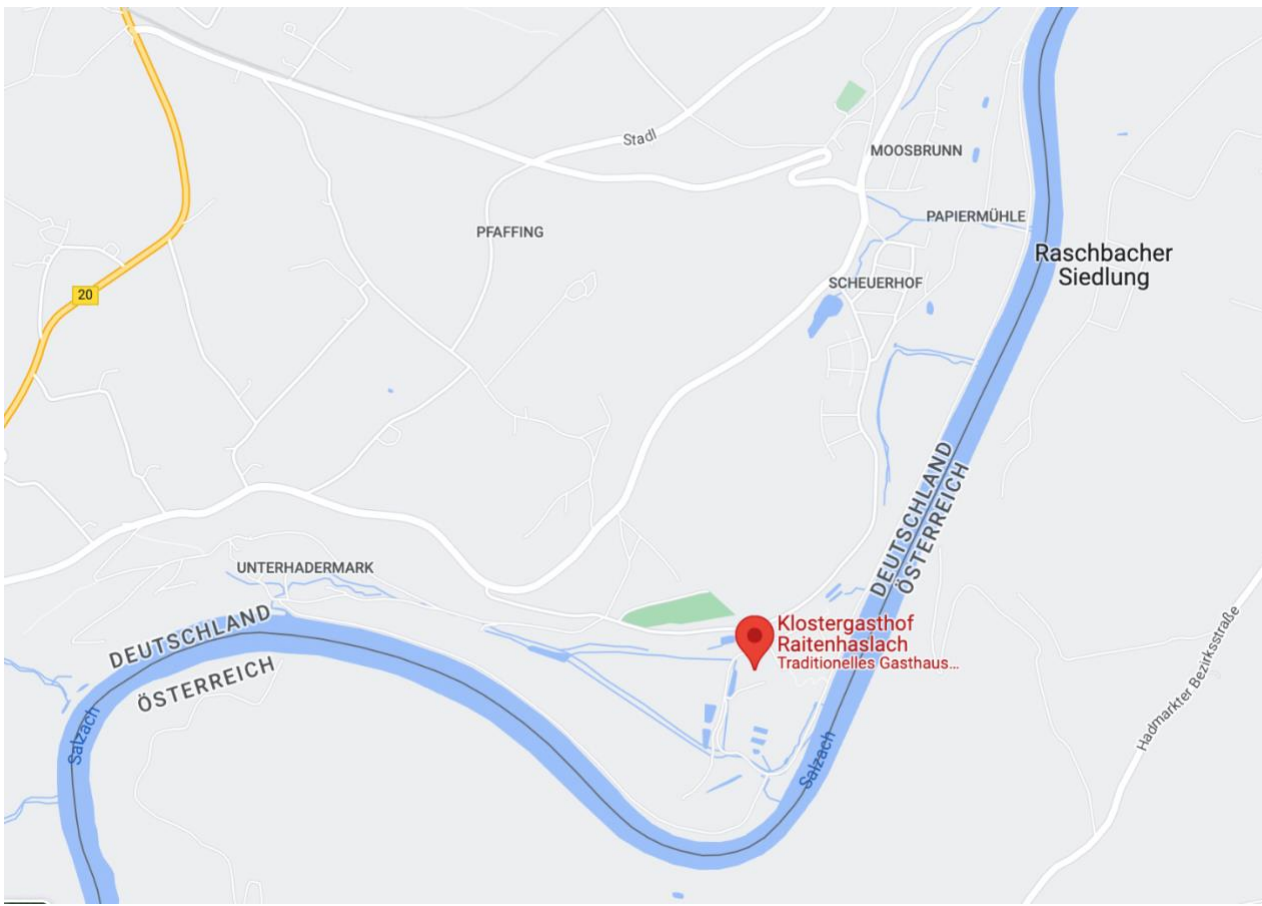 Stadl
MOOSBRUNN
PFAFFING
PAPIERMÜHLE
Raschbacher
Siedlung
SCHEUERHOF
20
DEUTSCHLAND
ÖSTERREICH
UNTERHADERMARK
DEUTSCHLAND
ÖSTERREICH
Klostergasthof
Raitenhaslach
Traditionelles Gasthaus...
Hadmarkter Bezirksstraße
Salzach
Salzach